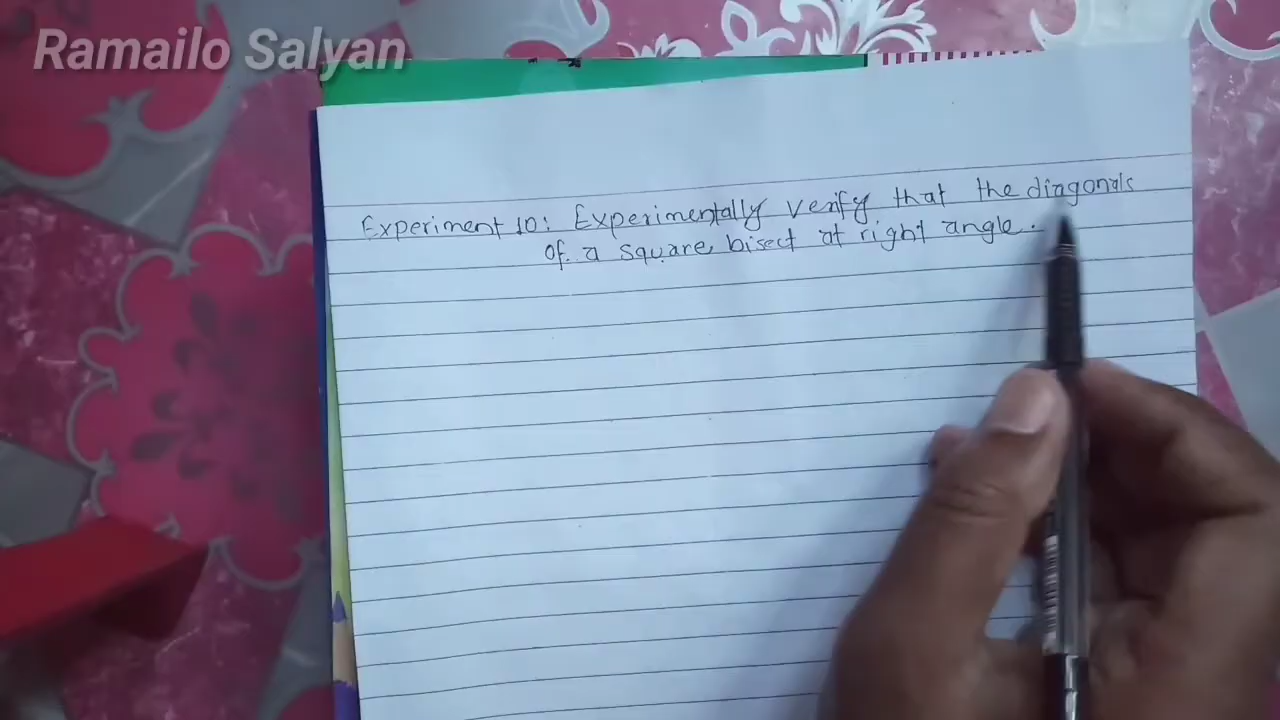 Ramailo Salyan
Experiment 10: Experimentally verify that the diagonals
of a square bisect at right angle.